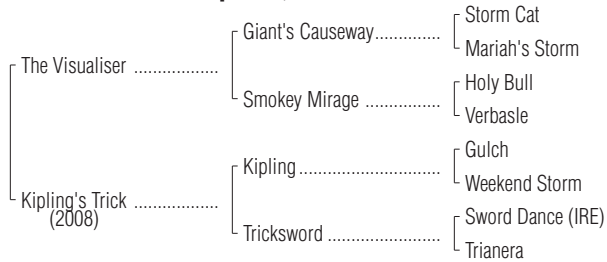 Storm Cat
Giant's Causeway
Mariah's Storm
The Visualiser
Holy Bull
Smokey Mirage
Verbasle
Gulch
Kipling
Weekend Storm
Kipling's Trick
(2008)
Sword Dance (IRE)
Tricksword
Trianera